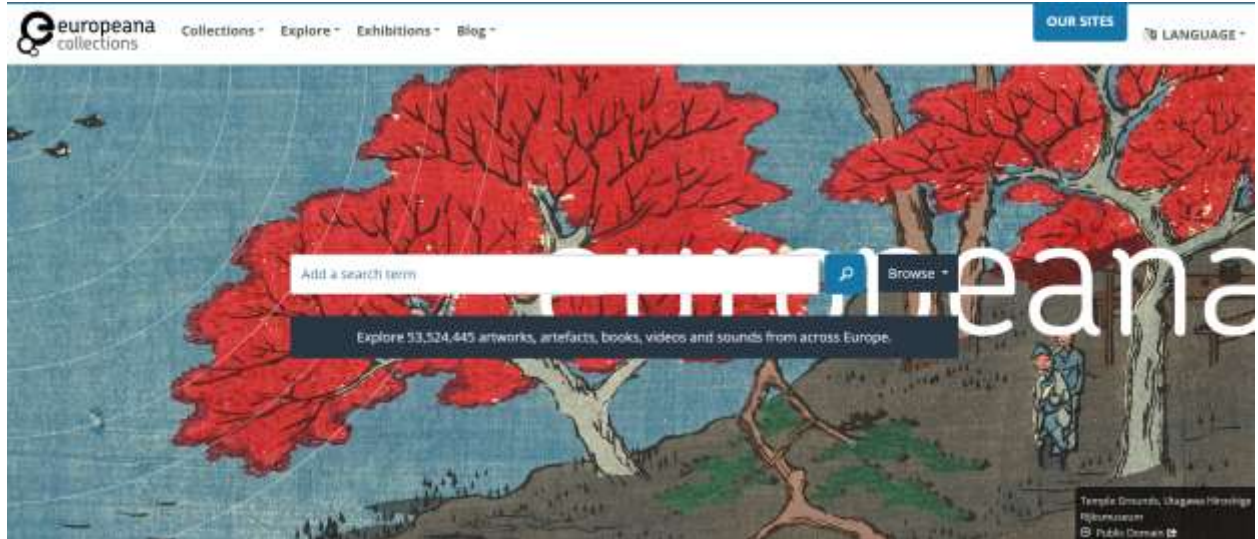 europeana
collections
Collections
Explore
Exhibitions
Blog
OUR SITES
LANGUAGE
europeana
Add a search term
Browse
Explore 53,524,445 artworks, artefacts, books, videos and sounds from across Europe.
Temple Grounds, Utagawa Hiroshige
Rijksmuseum
Public Domain